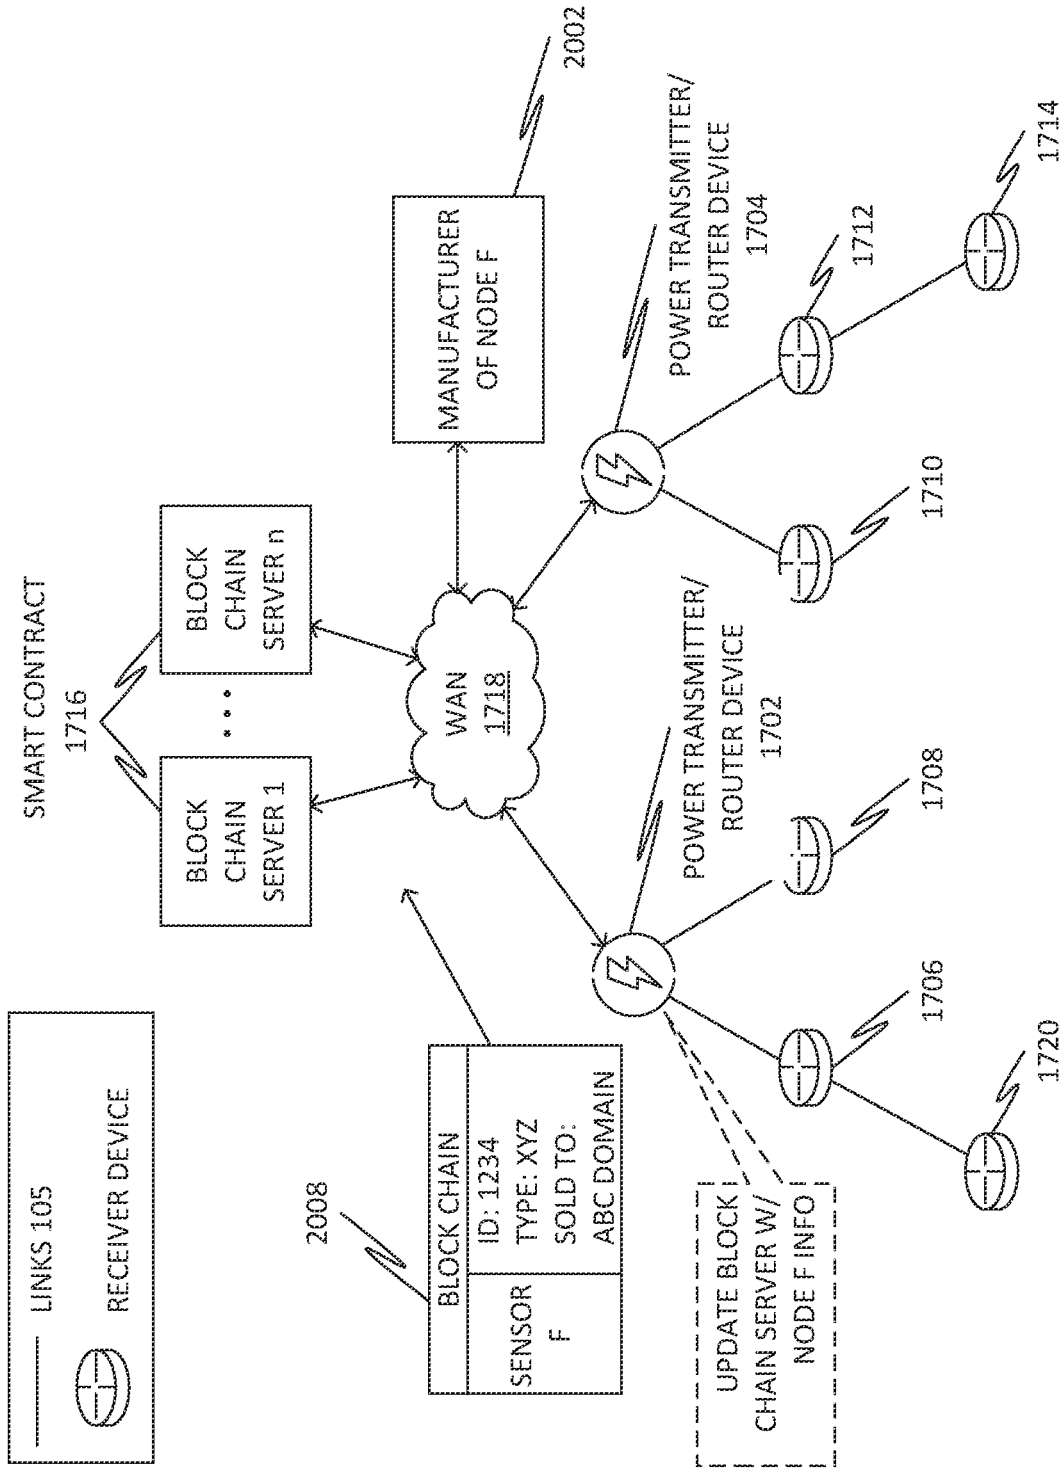 LINKS 105
RECEIVER DEVICE
SMART CONTRACT
1716
BLOCK
CHAIN
SERVER 1
BLOCK
CHAIN
SERVER n
2008
BLOCK CHAIN
SENSOR
F
ID: 1234
TYPE: XYZ
SOLD TO:
ABC DOMAIN
WAN
1718
MANUFACTURER
OF NODE F
2002
UPDATE BLOCK
CHAIN SERVER W/
NODE F INFO
POWER TRANSMITTER/
ROUTER DEVICE
1702
POWER TRANSMITTER/
ROUTER DEVICE
1704
1706
1708
1710
1712
1720
1714